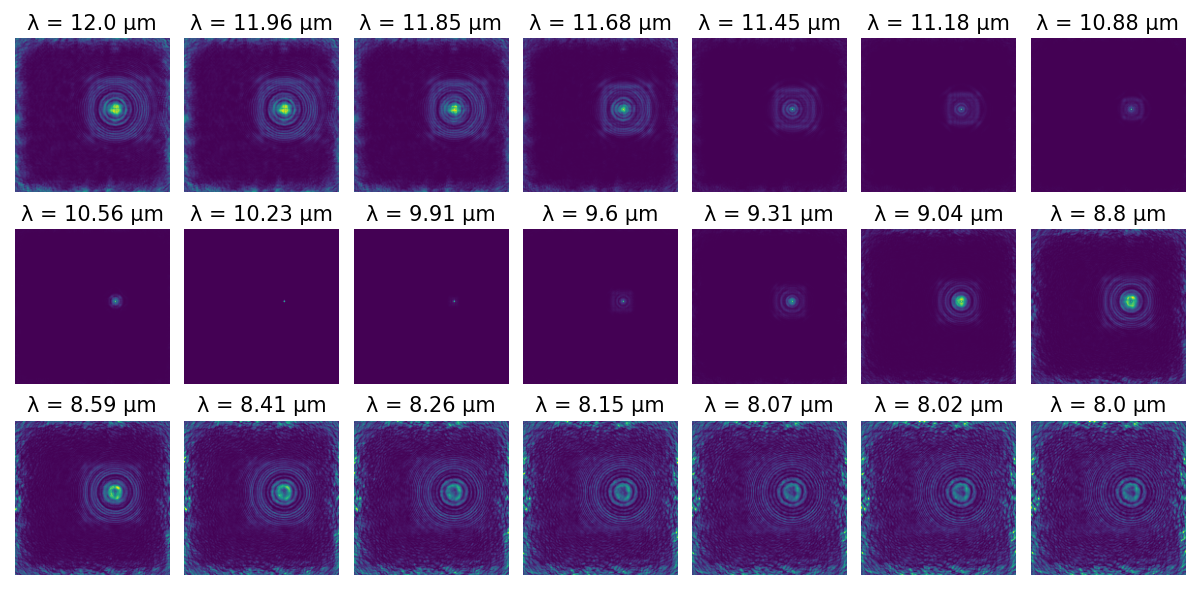 λ = 12.0 μm λ = 11.96 μm λ = 11.85 μm λ = 11.68 μm λ = 11.45 μm λ = 11.18 μm λ = 10.88 μm
λ = 10.56 μm λ = 10.23 μm λ = 9.91 μm λ = 9.6 μm λ = 9.31 μm λ = 9.04 μm λ = 8.8 μm
λ = 8.59 μm λ = 8.41 μm λ = 8.26 μm λ = 8.15 μm λ = 8.07 μm λ = 8.02 μm λ = 8.0 μm